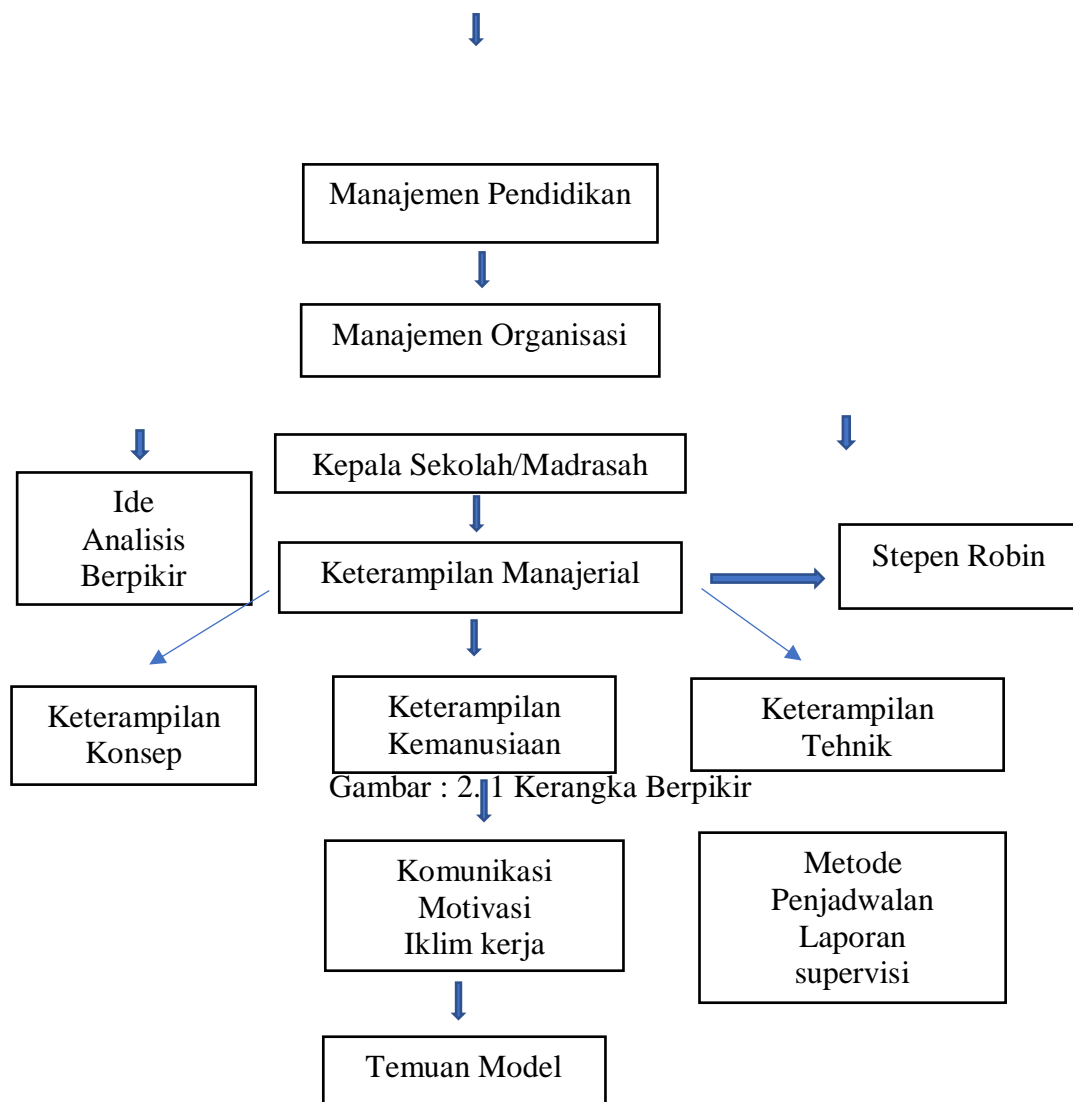 Manajemen Pendidikan
Manajemen Organisasi
Kepala Sekolah/Madrasah
Ide
Analisis
Berpikir
Keterampilan Manajerial
Stepen Robin
Keterampilan
Konsep
Keterampilan
Kemanusiaan
Keterampilan
Tehnik
Gambar : 2. 1 Kerangka Berpikir
Komunikasi
Motivasi
Iklim kerja
Metode
Penjadwalan
Laporan
supervisi
Temuan Model